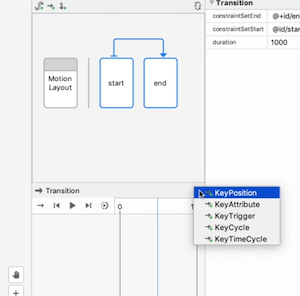 Transition
constraintSetEnd @+id/en
constraintSetStart @id/star
duration 1000
Motion
Layout
start
end
Transition
0
1
KeyPosition
KeyAttribute
KeyTrigger
KeyCycle
KeyTimeCycle